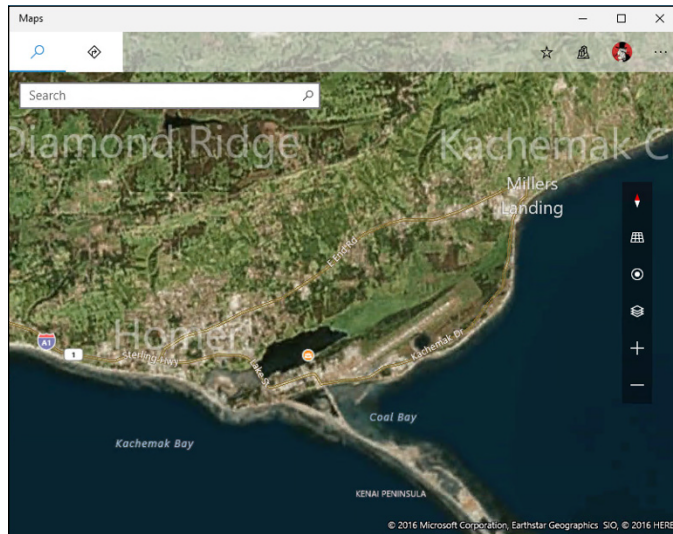 Maps
Search
Diamond Ridge
Kachemak C
Millers
Landing
E End Rd
Homer
A1
1
Sterling Hwy
Lake St
Kachemak Dr
Coal Bay
Kachemak Bay
KENAI PENINSULA
© 2016 Microsoft Corporation, Earthstar Geographics SIO, © 2016 HERE